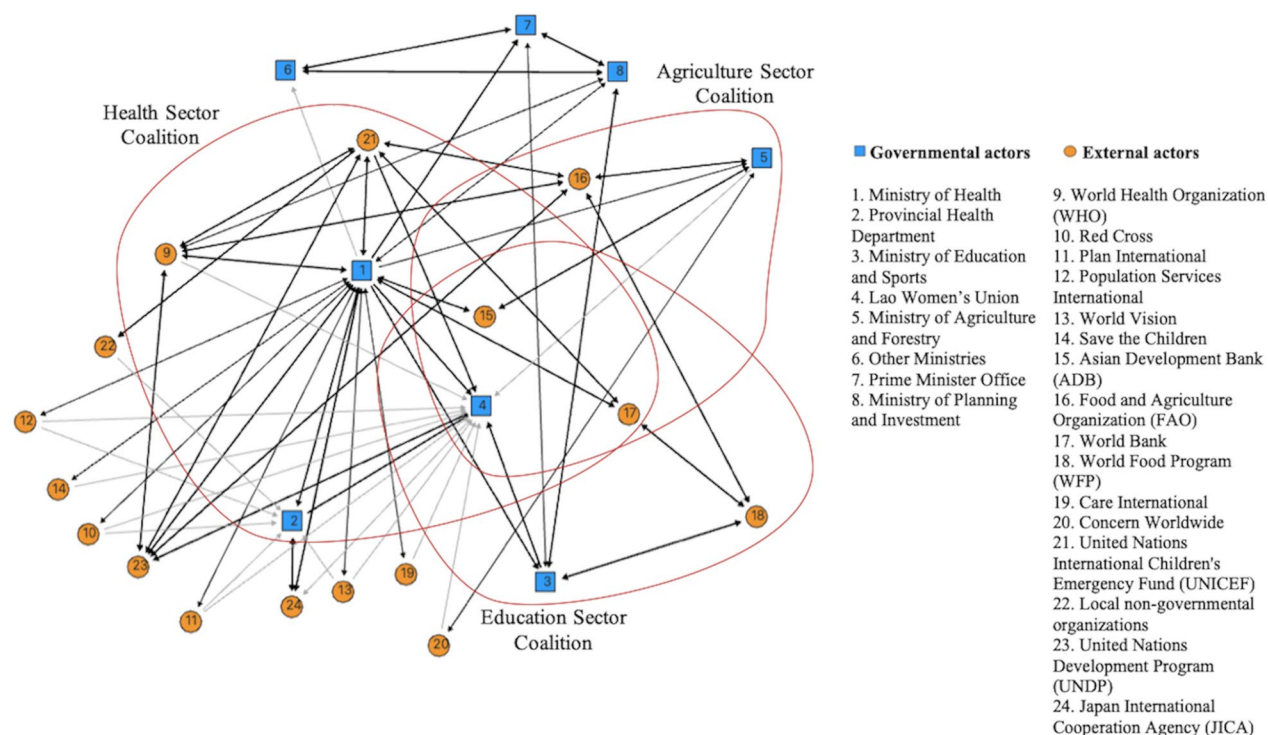 7
6
8
Agriculture Sector
Coalition
Health Sector
Coalition
21
5
16
9
1
15
22
4
17
12
14
18
2
10
23
3
19
13
24
11
Education Sector
Coalition
20
Governmental actors
1. Ministry of Health
2. Provincial Health
Department
3. Ministry of Education
and Sports
4. Lao Women's Union
5. Ministry of Agriculture
and Forestry
6. Other Ministries
7. Prime Minister Office
8. Ministry of Planning
and Investment
External actors
9. World Health Organization
(WHO)
10. Red Cross
11. Plan International
12. Population Services
International
13. World Vision
14. Save the Children
15. Asian Development Bank
(ADB)
16. Food and Agriculture
Organization (FAO)
17. World Bank
18. World Food Program
(WFP)
19. Care International
20. Concern Worldwide
21. United Nations
International Children's
Emergency Fund (UNICEF)
22. Local non-governmental
organizations
23. United Nations
Development Program
(UNDP)
24. Japan International
Cooperation Agency (JICA)